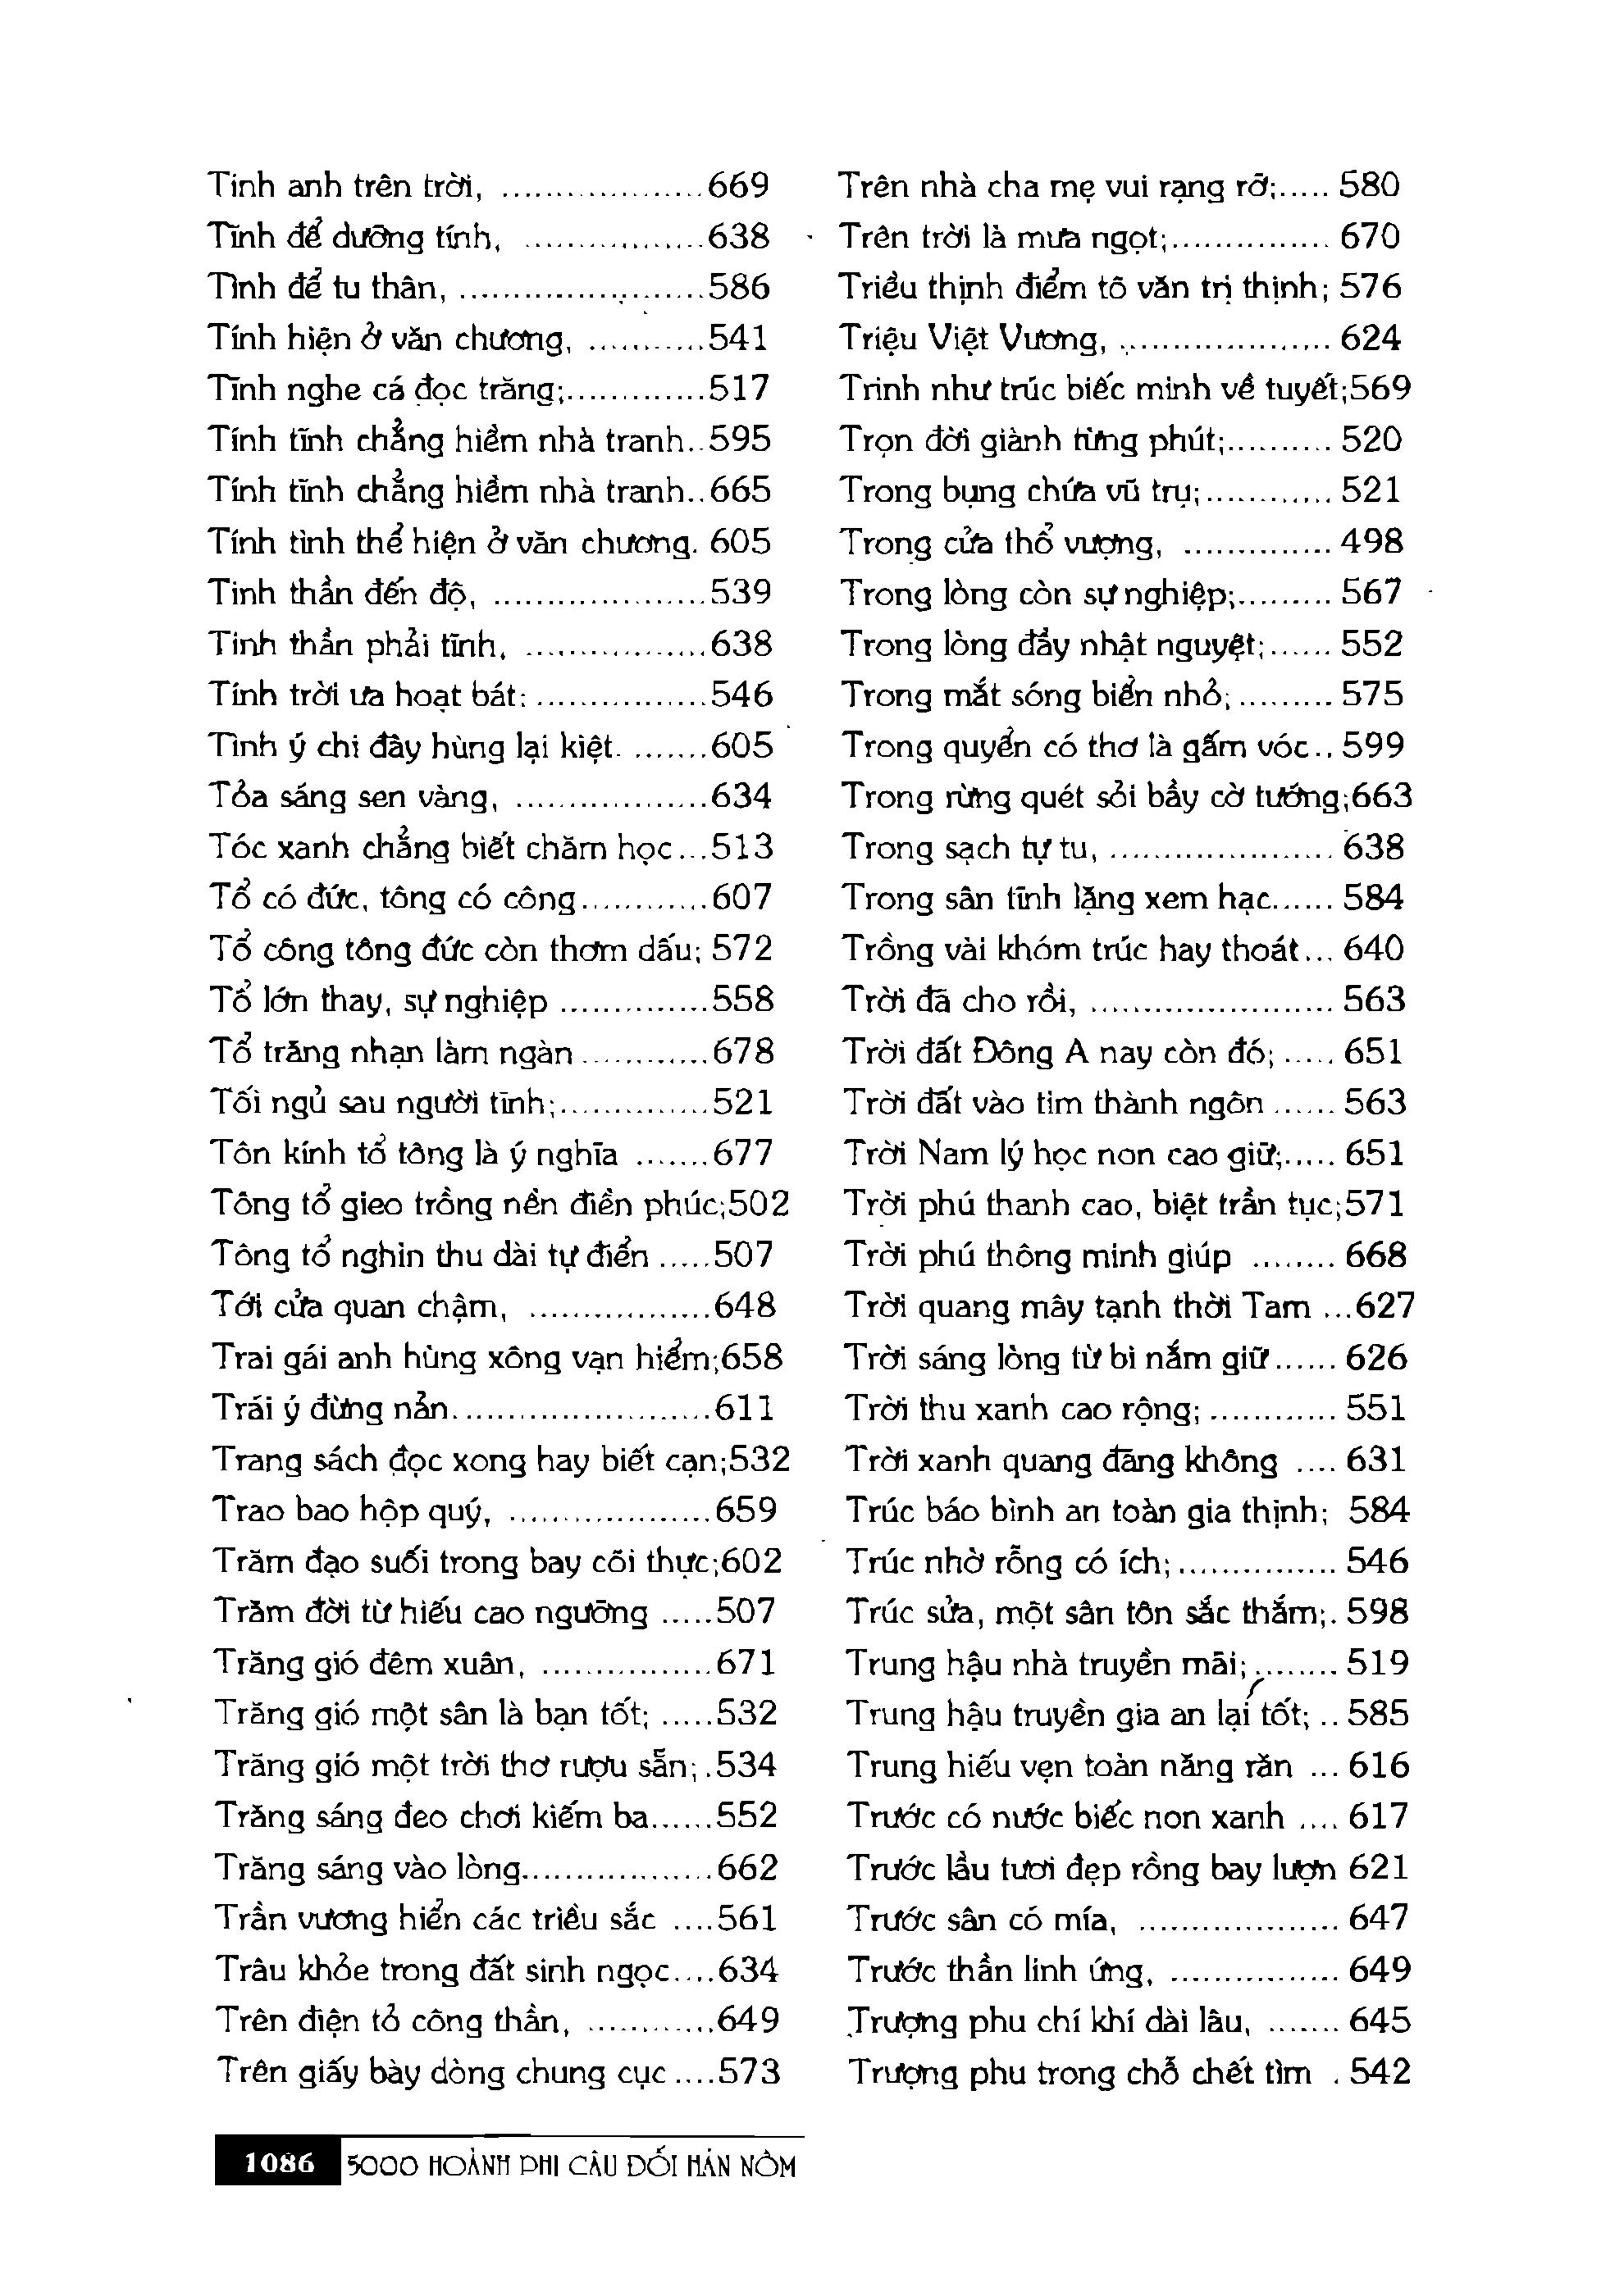 Tinh anh trên trời, ....................669
Tĩnh để dưỡng tính, ..................638
Tĩnh để tu thân, ........................586
Tính hiện ở văn chương, ............541
Tĩnh nghe cá đọc trăng;..............517
Tính tĩnh chẳng hiềm nhà tranh..595
Tính tĩnh chẳng hiềm nhà tranh..665
Tính tình thể hiện ở văn chương. 605
Tinh thần đến độ, .....................539
Tinh thần phải tĩnh, ..................638
Tính trời ưa hoạt bát; .................546
Tình ý chi đây hùng lại kiệt. ........605
Tỏa sáng sen vàng, ...................634
Tóc xanh chẳng biết chăm học...513
Tổ có đức, tông có công.............607
Tổ công tông đức còn thơm dấu; 572
Tổ lớn thay, sự nghiệp ...............558
Tổ trăng nhạn làm ngàn .............678
Tối ngủ sau người tĩnh;...............521
Tôn kính tổ tông là ý nghĩa ........677
Tông tổ gieo trồng nền điền phúc;502
Tông tổ nghìn thu dài tự điển .....507
Tới cửa quan chậm, ..................648
Trai gái anh hùng xông vạn hiểm;658
Trái ý đừng nản..........................611
Trang sách đọc xong hay biết cạn;532
Trao bao hộp quý, ....................659
Trăm đạo suối trong bay cõi thực;602
Trăm đời từ hiếu cao ngưỡng .....507
Trăng gió đêm xuân, .................671
Trăng gió một sân là bạn tốt; .....532
Trăng gió một trời thơ rượu sẵn; .534
Trăng sáng đeo chơi kiếm ba......552
Trăng sáng vào lòng...................662
Trần vương hiển các triều sắc ....561
Trâu khỏe trong đất sinh ngọc....634
Trên điện tỏ công thần, .............649
Trên giấy bày dòng chung cục ....573
Trên nhà cha mẹ vui rạng rỡ;..... 580
Trên trời là mưa ngọt;............... 670
Triều thịnh điểm tô văn trị thịnh; 576
Triệu Việt Vương, ..................... 624
Trinh như trúc biếc minh về tuyết;569
Trọn đời giành từng phút;.......... 520
Trong bụng chứa vũ trụ;............ 521
Trong cửa thổ vượng, .............. 498
Trong lòng còn sự nghiệp;......... 567
Trong lòng đầy nhật nguyệt;...... 552
Trong mắt sóng biển nhỏ; ......... 575
Trong quyển có thơ là gấm vóc.. 599
Trong rừng quét sỏi bầy cờ tướng;663
Trong sạch tự tu, ...................... 638
Trong sân tĩnh lặng xem hạc...... 584
Trồng vài khóm trúc hay thoát... 640
Trời đã cho rồi, ........................ 563
Trời đất Đông A nay còn đó; ..... 651
Trời đất vào tim thành ngôn ...... 563
Trời Nam lý học non cao giữ;..... 651
Trời phú thanh cao, biệt trần tục;571
Trời phú thông minh giúp ........ 668
Trời quang mây tạnh thời Tam ...627
Trời sáng lòng từ bi nắm giữ...... 626
Trời thu xanh cao rộng; ............ 551
Trời xanh quang đãng không .... 631
Trúc báo bình an toàn gia thịnh; 584
Trúc nhờ rỗng có ích;................ 546
Trúc sửa, một sân tôn sắc thắm;. 598
Trung hậu nhà truyền mãi;........ 519
Trung hậu truyền gia an lại tốt; .. 585
Trung hiếu vẹn toàn năng rằn ... 616
Trước có nước biếc non xanh .... 617
Trước lầu tươi đẹp rồng bay lượn 621
Trước sân có mía, .................... 647
Trước thần linh ứng, ................. 649
Trượng phu chí khí dài lâu, ....... 645
Trượng phu trong chỗ chết tìm . 542
1086 5000 HOÀNH PHI CÂU ĐỐI HÁN NÔM